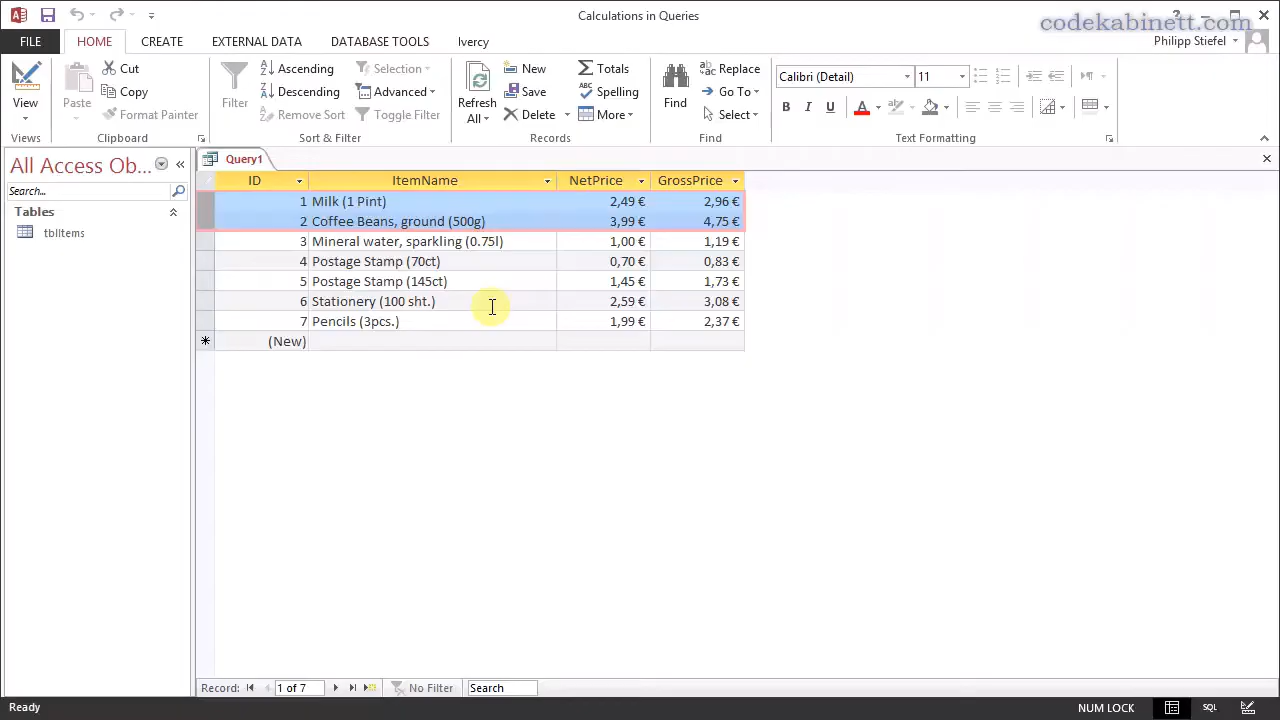 Calculations in Queries
codekabinett.com
FILE HOME CREATE EXTERNAL DATA DATABASE TOOLS Ivercy Philipp Stiefel
View
Views
Paste
Cut
Copy
Format Painter
Clipboard
Filter
Ascending
Descending
Remove Sort
Selection
Advanced
Toggle Filter
Sort & Filter
Refresh
All
New
Save
Delete
Totals
Spelling
More
Records
Find
Replace
Go To
Select
Find
Calibri (Detail) 11
B I U A
Text Formatting
All Access Ob...
Search...
Tables
tblItems
Query1
ID ItemName NetPrice GrossPrice
1 Milk (1 Pint) 2,49 € 2,96 €
2 Coffee Beans, ground (500g) 3,99 € 4,75 €
3 Mineral water, sparkling (0.75l) 1,00 € 1,19 €
4 Postage Stamp (70ct) 0,70 € 0,83 €
5 Postage Stamp (145ct) 1,45 € 1,73 €
6 Stationery (100 sht.) 2,59 € 3,08 €
7 Pencils (3pcs.) 1,99 € 2,37 €
(New)
Record: 1 of 7 No Filter Search
Ready NUM LOCK SQL